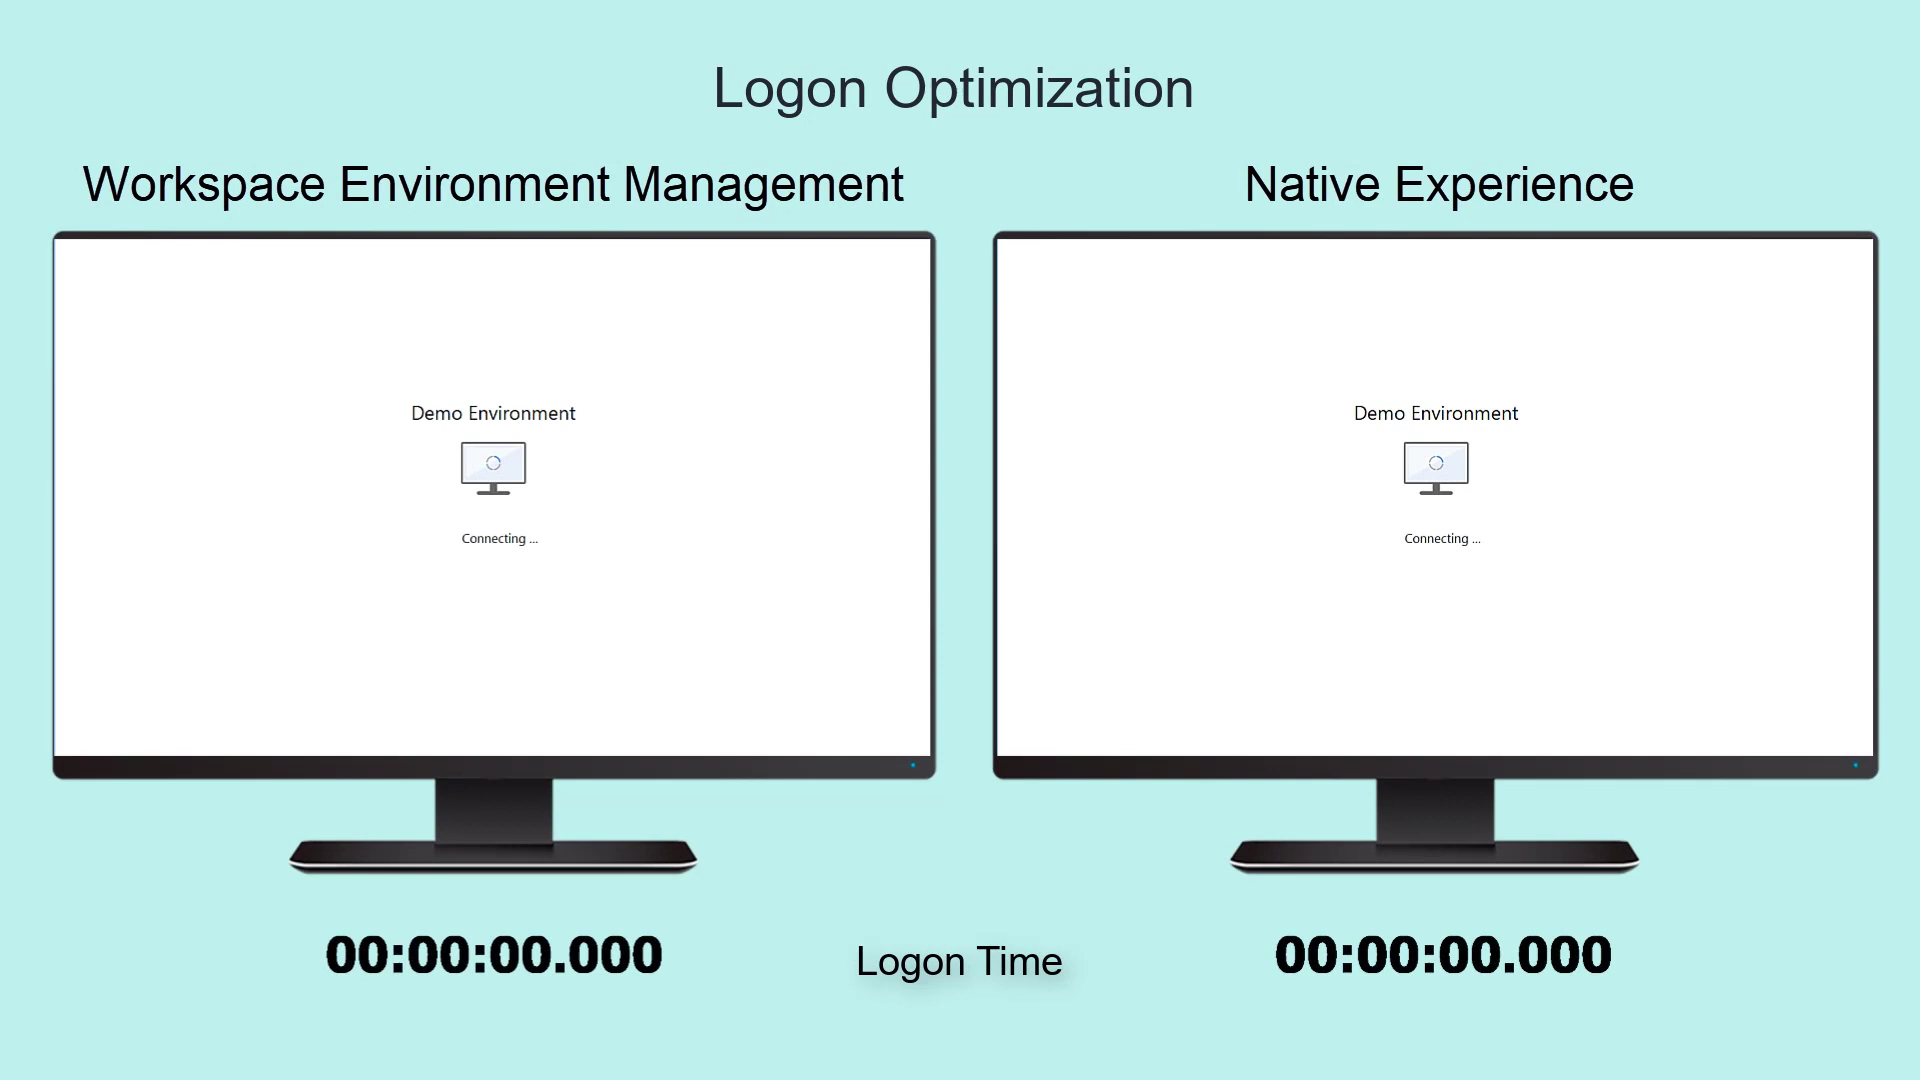 Logon Optimization
Workspace Environment Management
Native Experience
Demo Environment
Connecting ...
Demo Environment
Connecting ...
00:00:00.000
Logon Time
00:00:00.000